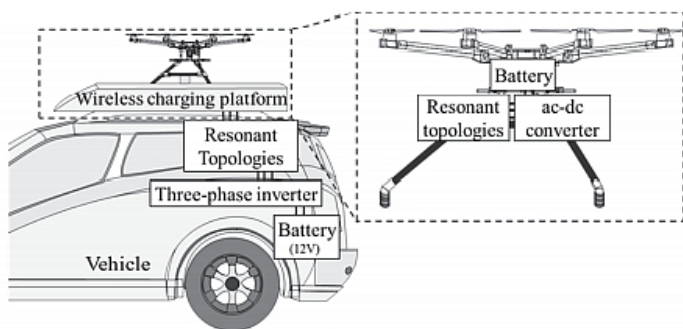 Wireless charging platform
Resonant
Topologies
Three-phase inverter
Battery
(12V)
Vehicle
Battery
Resonant
topologies
ac-dc
converter